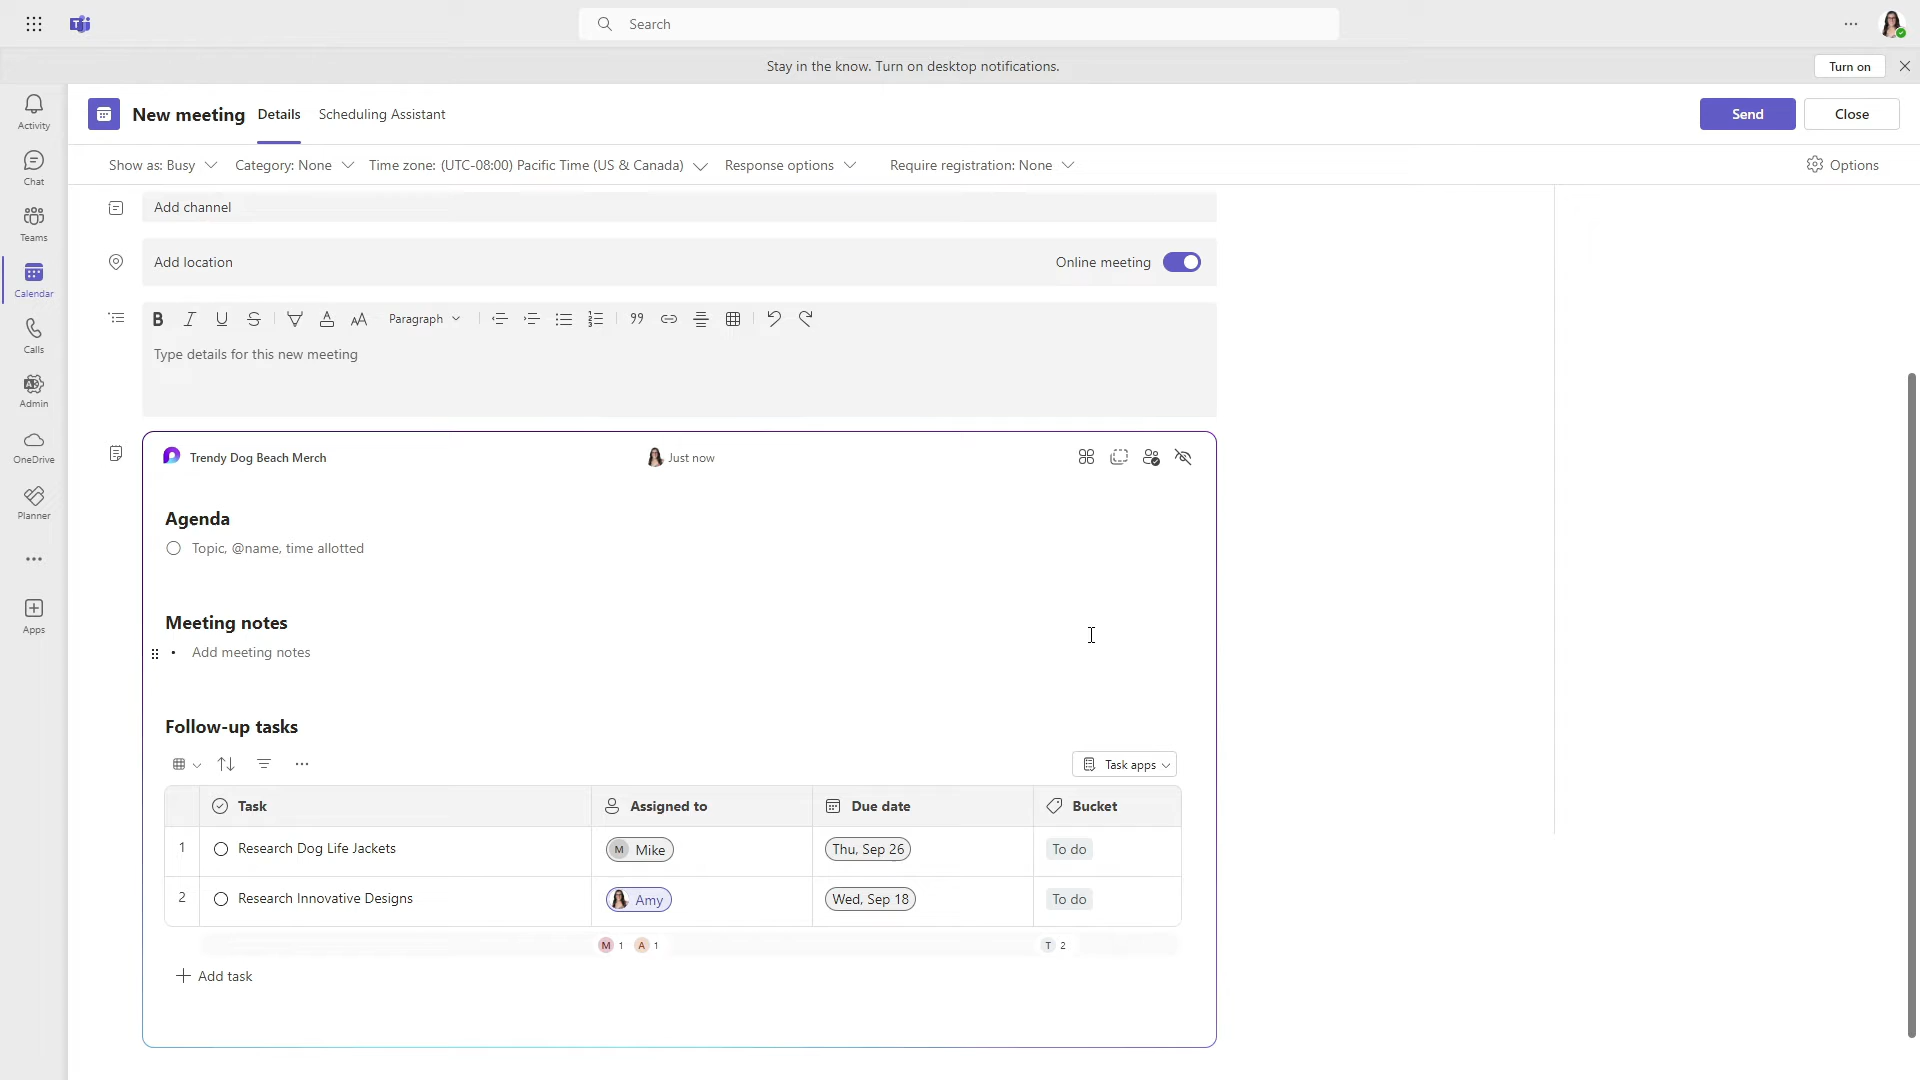 Search
Stay in the know. Turn on desktop notifications.
Turn on
Activity
Chat
Teams
Calendar
Calls
Admin
OneDrive
Planner
Apps
New meeting
Details
Scheduling Assistant
Send
Close
Show as: Busy
Category: None
Time zone: (UTC-08:00) Pacific Time (US & Canada)
Response options
Require registration: None
Options
Add channel
Add location
Online meeting
Paragraph
Type details for this new meeting
Trendy Dog Beach Merch
Just now
Agenda
Topic, @name, time allotted
Meeting notes
Add meeting notes
Follow-up tasks
Task apps
Task Assigned to Due date Bucket
1 Research Dog Life Jackets M Mike Thu, Sep 26 To do
2 Research Innovative Designs Amy Wed, Sep 18 To do
M 1 A 1 T 2
Add task